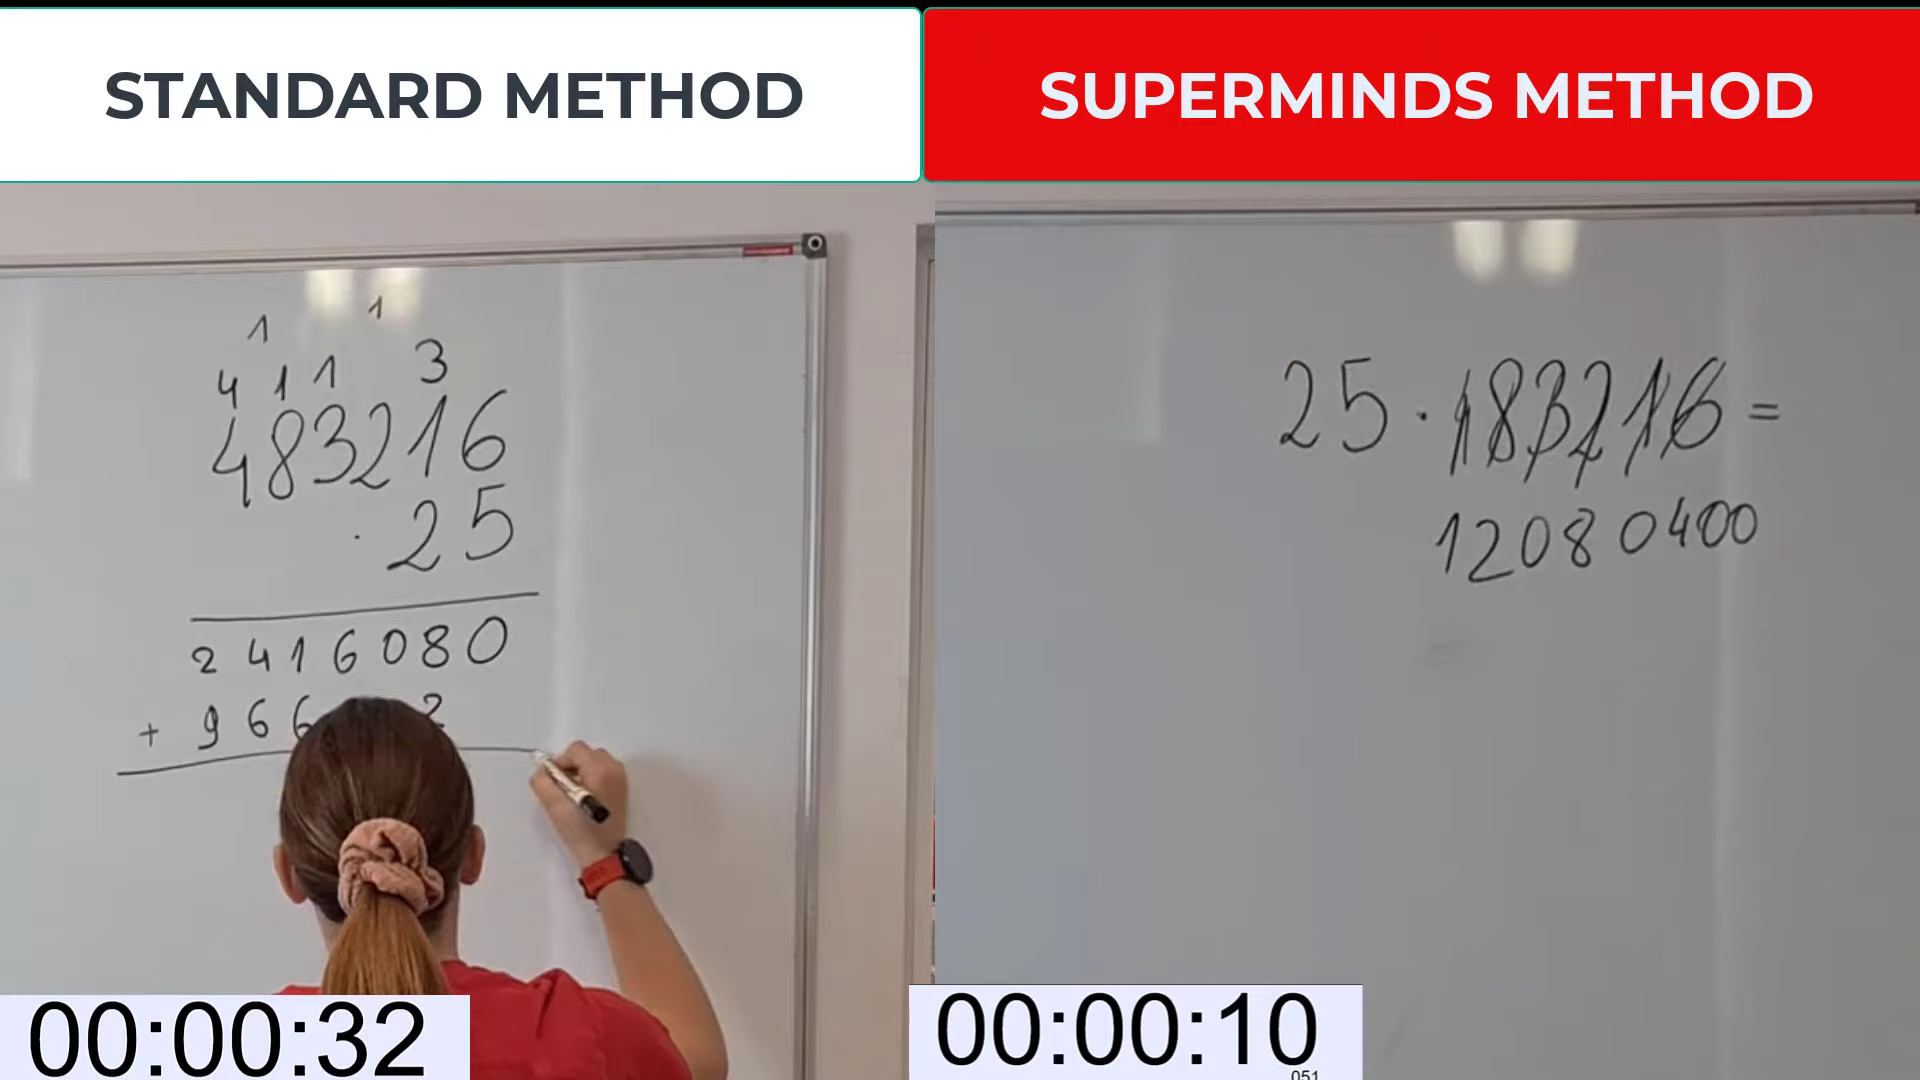 STANDARD METHOD
1 1
4 1 1 3
483216
· 25
2416080
+ 966 2
00:00:32
SUPERMINDS METHOD
25 · 483216 =
12080400
00:00:10
051